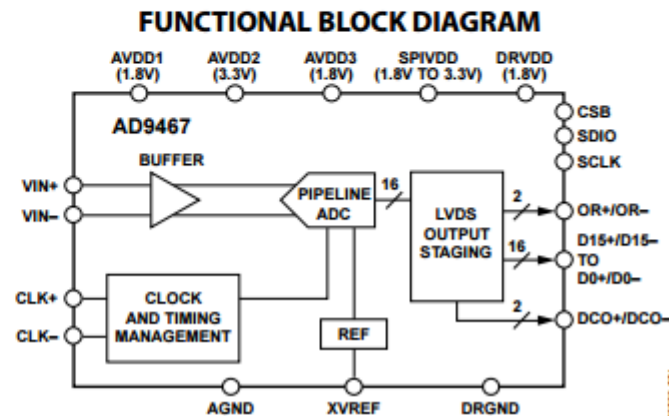 FUNCTIONAL BLOCK DIAGRAM
AVDD1
(1.8V)
AVDD2
(3.3V)
AVDD3
(1.8V)
SPIVDD
(1.8V TO 3.3V)
DRVDD
(1.8V)
AD9467
CSB
SDIO
SCLK
BUFFER
VIN+
VIN–
PIPELINE
ADC
16
LVDS
OUTPUT
STAGING
2
OR+/OR–
16
D15+/D15–
TO
D0+/D0–
2
DCO+/DCO–
CLK+
CLK–
CLOCK
AND TIMING
MANAGEMENT
REF
AGND
XVREF
DRGND